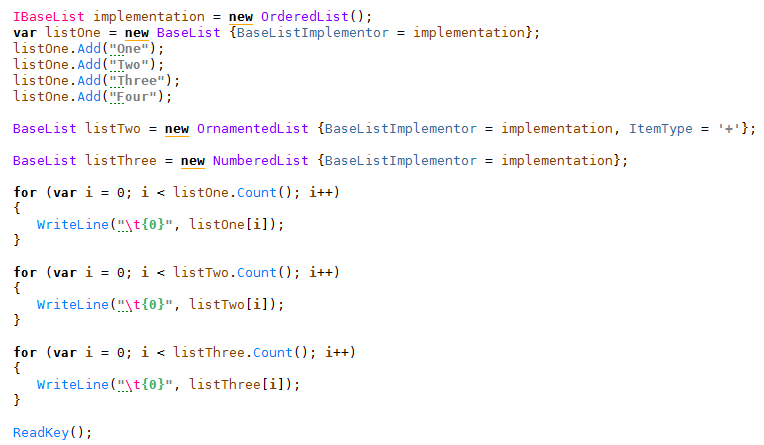 IBaseList implementation = new OrderedList();
var listOne = new BaseList {BaseListImplementor = implementation};
listOne.Add("One");
listOne.Add("Two");
listOne.Add("Three");
listOne.Add("Four");
BaseList listTwo = new OrnamentedList {BaseListImplementor = implementation, ItemType = '+'};
BaseList listThree = new NumberedList {BaseListImplementor = implementation};
for (var i = 0; i < listOne.Count(); i++)
{
   WriteLine("\t{0}", listOne[i]);
}
for (var i = 0; i < listTwo.Count(); i++)
{
   WriteLine("\t{0}", listTwo[i]);
}
for (var i = 0; i < listThree.Count(); i++)
{
   WriteLine("\t{0}", listThree[i]);
}
ReadKey();